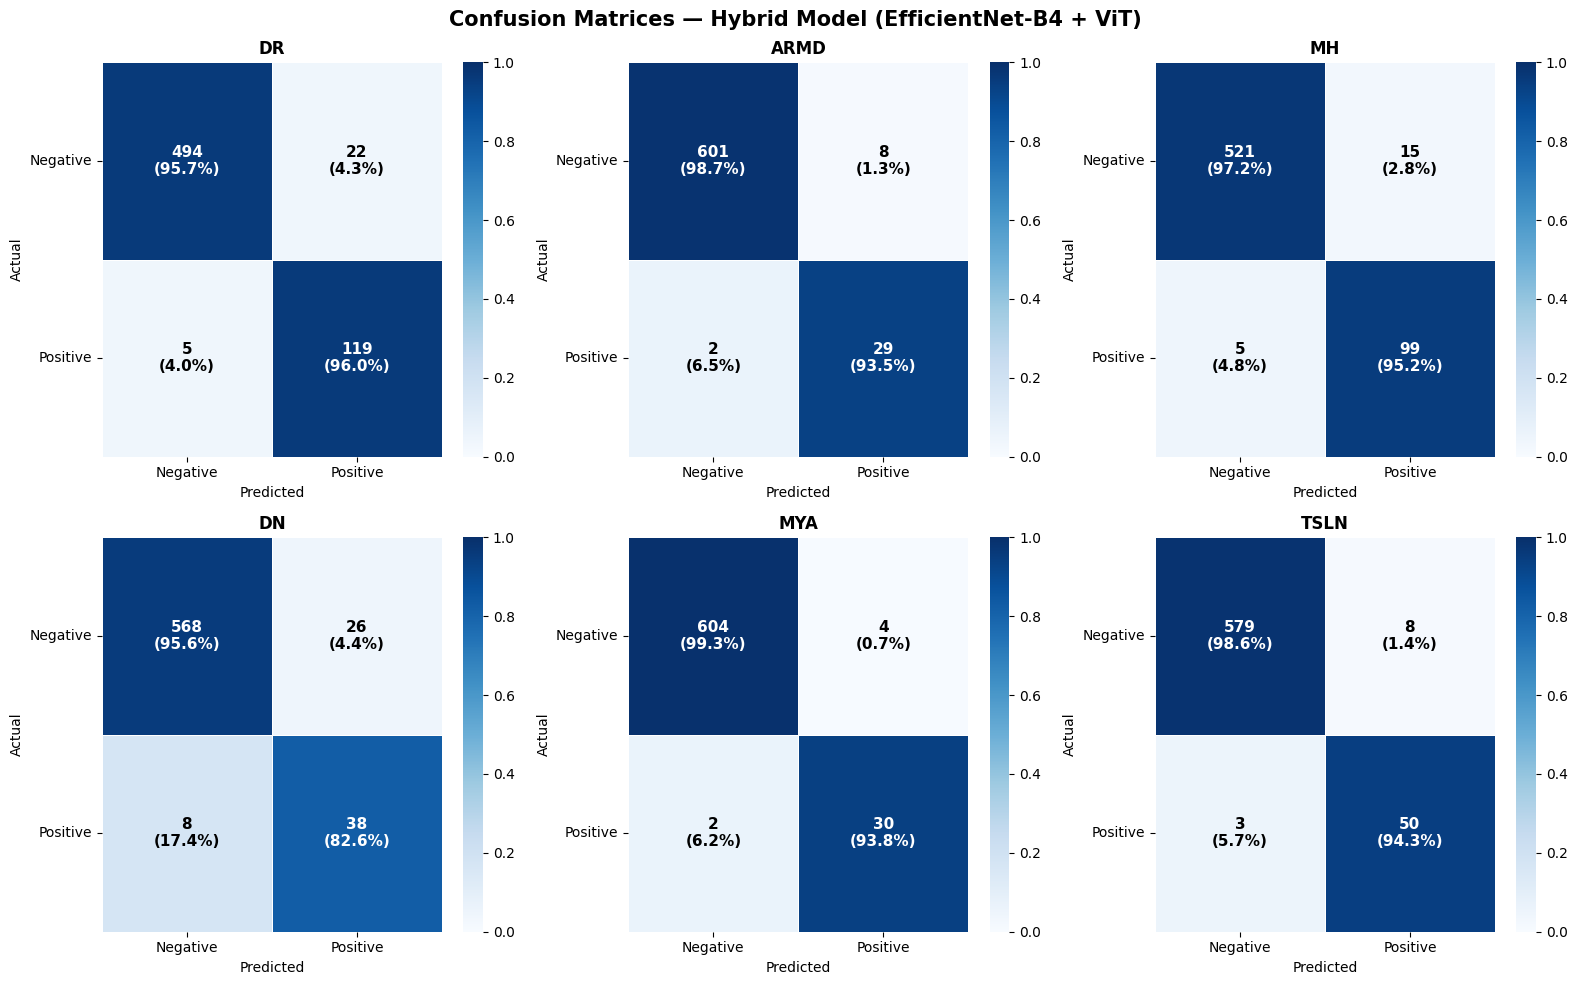 Confusion Matrices — Hybrid Model (EfficientNet-B4 + ViT)
DR
Actual
Negative
Positive
494
(95.7%)
22
(4.3%)
5
(4.0%)
119
(96.0%)
Negative
Positive
Predicted
1.0
0.8
0.6
0.4
0.2
0.0
ARMD
Actual
Negative
Positive
601
(98.7%)
8
(1.3%)
2
(6.5%)
29
(93.5%)
Negative
Positive
Predicted
1.0
0.8
0.6
0.4
0.2
0.0
MH
Actual
Negative
Positive
521
(97.2%)
15
(2.8%)
5
(4.8%)
99
(95.2%)
Negative
Positive
Predicted
1.0
0.8
0.6
0.4
0.2
0.0
DN
Actual
Negative
Positive
568
(95.6%)
26
(4.4%)
8
(17.4%)
38
(82.6%)
Negative
Positive
Predicted
1.0
0.8
0.6
0.4
0.2
0.0
MYA
Actual
Negative
Positive
604
(99.3%)
4
(0.7%)
2
(6.2%)
30
(93.8%)
Negative
Positive
Predicted
1.0
0.8
0.6
0.4
0.2
0.0
TSLN
Actual
Negative
Positive
579
(98.6%)
8
(1.4%)
3
(5.7%)
50
(94.3%)
Negative
Positive
Predicted
1.0
0.8
0.6
0.4
0.2
0.0